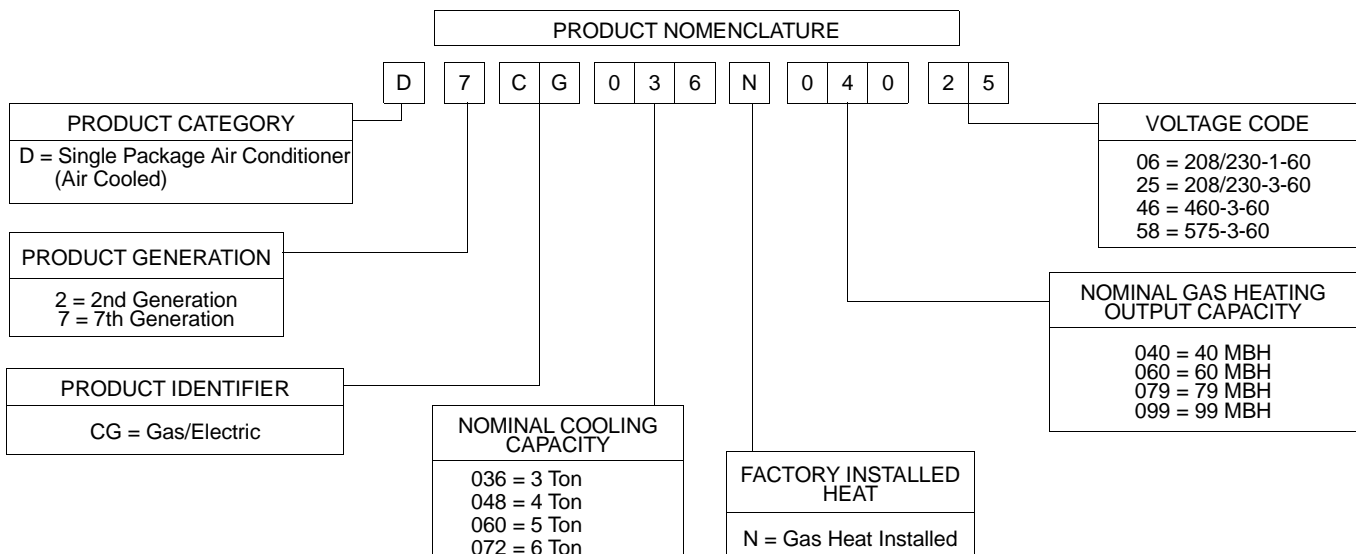 PRODUCT NOMENCLATURE
D 7 C G 0 3 6 N 0 4 0 2 5
PRODUCT CATEGORY
D = Single Package Air Conditioner
(Air Cooled)
PRODUCT GENERATION
2 = 2nd Generation
7 = 7th Generation
PRODUCT IDENTIFIER
CG = Gas/Electric
NOMINAL COOLING
CAPACITY
036 = 3 Ton
048 = 4 Ton
060 = 5 Ton
072 = 6 Ton
FACTORY INSTALLED
HEAT
N = Gas Heat Installed
NOMINAL GAS HEATING
OUTPUT CAPACITY
040 = 40 MBH
060 = 60 MBH
079 = 79 MBH
099 = 99 MBH
VOLTAGE CODE
06 = 208/230-1-60
25 = 208/230-3-60
46 = 460-3-60
58 = 575-3-60